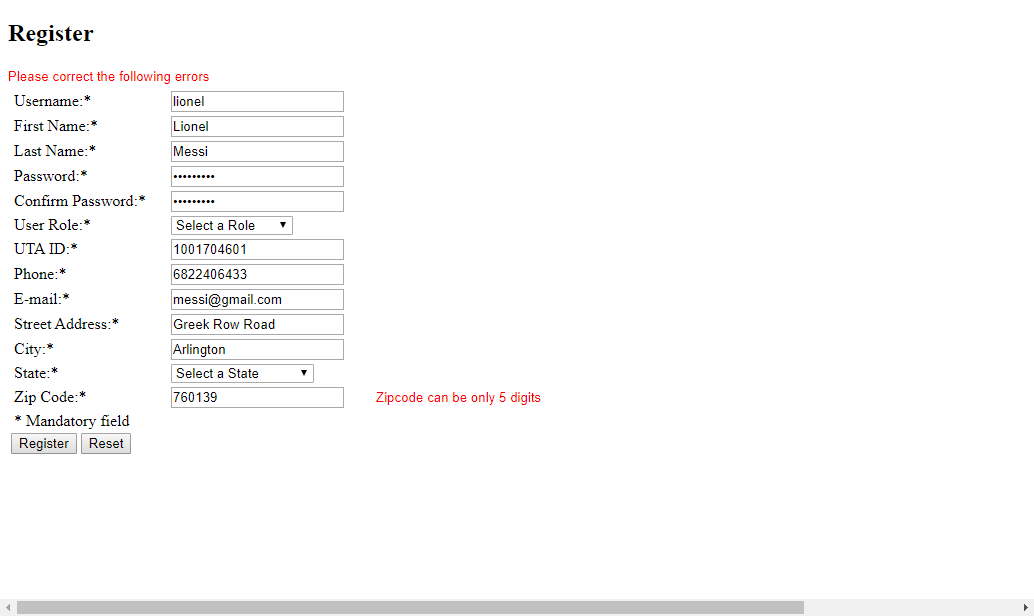 Register
Please correct the following errors
Username:* lionel
First Name:* Lionel
Last Name:* Messi
Password:* •••••••••
Confirm Password:* •••••••••
User Role:* Select a Role ▼
UTA ID:* 1001704601
Phone:* 6822406433
E-mail:* messi@gmail.com
Street Address:* Greek Row Road
City:* Arlington
State:* Select a State ▼
Zip Code:* 760139 Zipcode can be only 5 digits
* Mandatory field
Register Reset